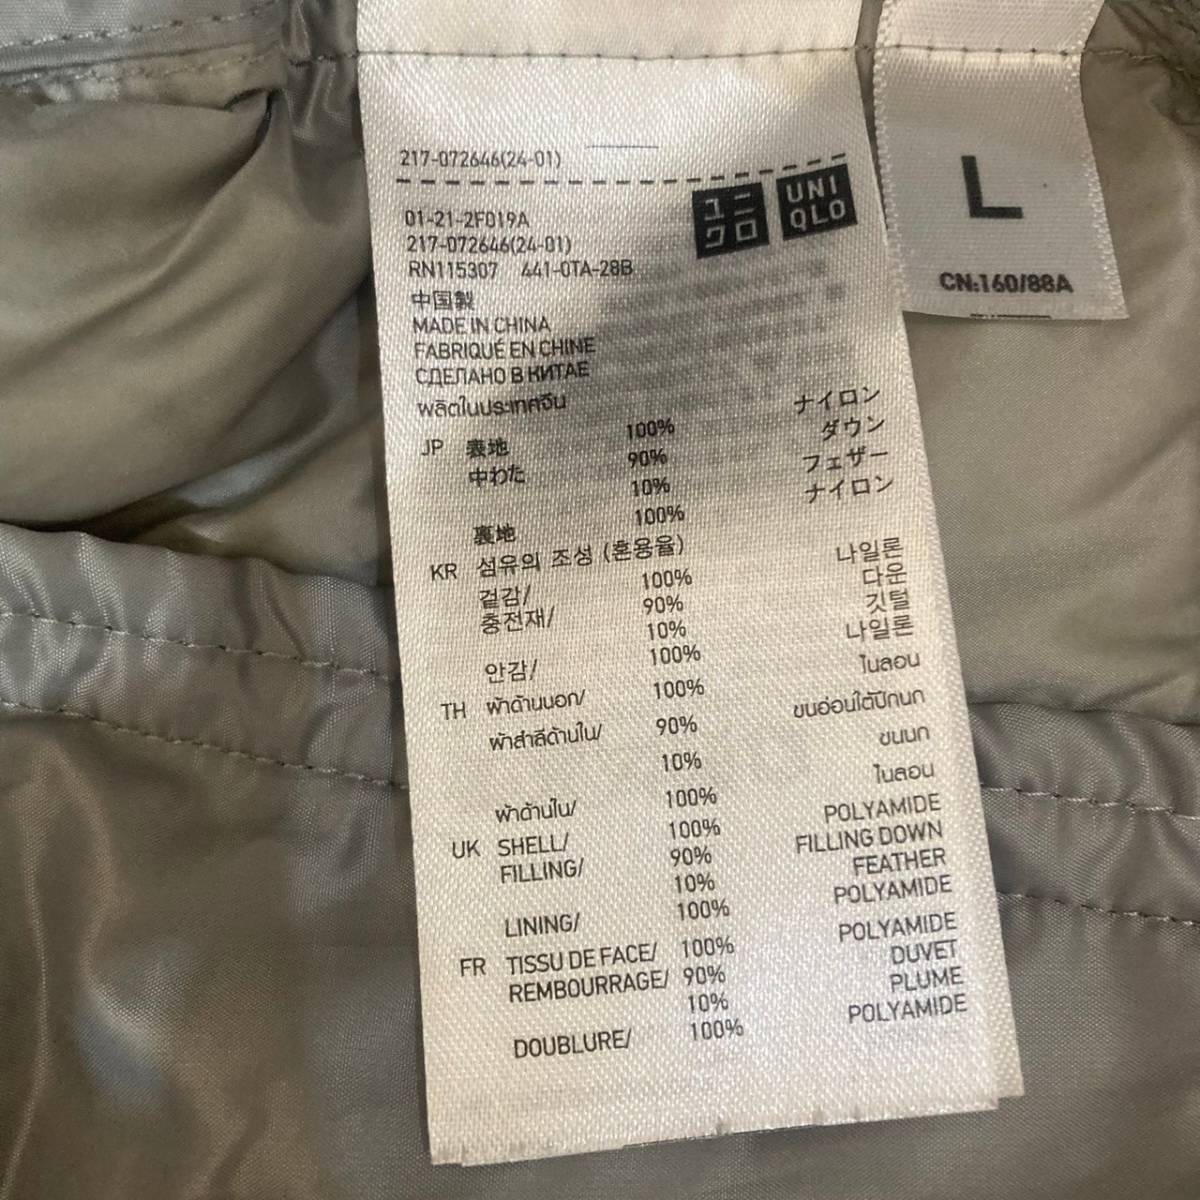 217-072646(24-01)
ユニ
クロ
UNI
QLO
L
CN:160/88A
01-21-2F019A
217-072646(24-01)
RN115307 441-0TA-28B
中国製
MADE IN CHINA
FABRIQUÉ EN CHINE
СДЕЛАНО В КИТАЕ
ผลิตในประเทศจีน
JP 表地 100% ナイロン
中わた 90% ダウン
10% フェザー
裏地 100% ナイロン
KR 섬유의 조성 (혼용율)
겉감/ 100% 나일론
충전재/ 90% 다운
10% 깃털
안감/ 100% 나일론
TH ผ้าด้านนอก/ 100% ไนลอน
ผ้าสำลีด้านใน/ 90% ขนอ่อนใต้ปีกนก
10% ขนนก
ผ้าด้านใน/ 100% ไนลอน
UK SHELL/ 100% POLYAMIDE
FILLING/ 90% FILLING DOWN
10% FEATHER
LINING/ 100% POLYAMIDE
FR TISSU DE FACE/ 100% POLYAMIDE
REMBOURRAGE/ 90% DUVET
10% PLUME
DOUBLURE/ 100% POLYAMIDE